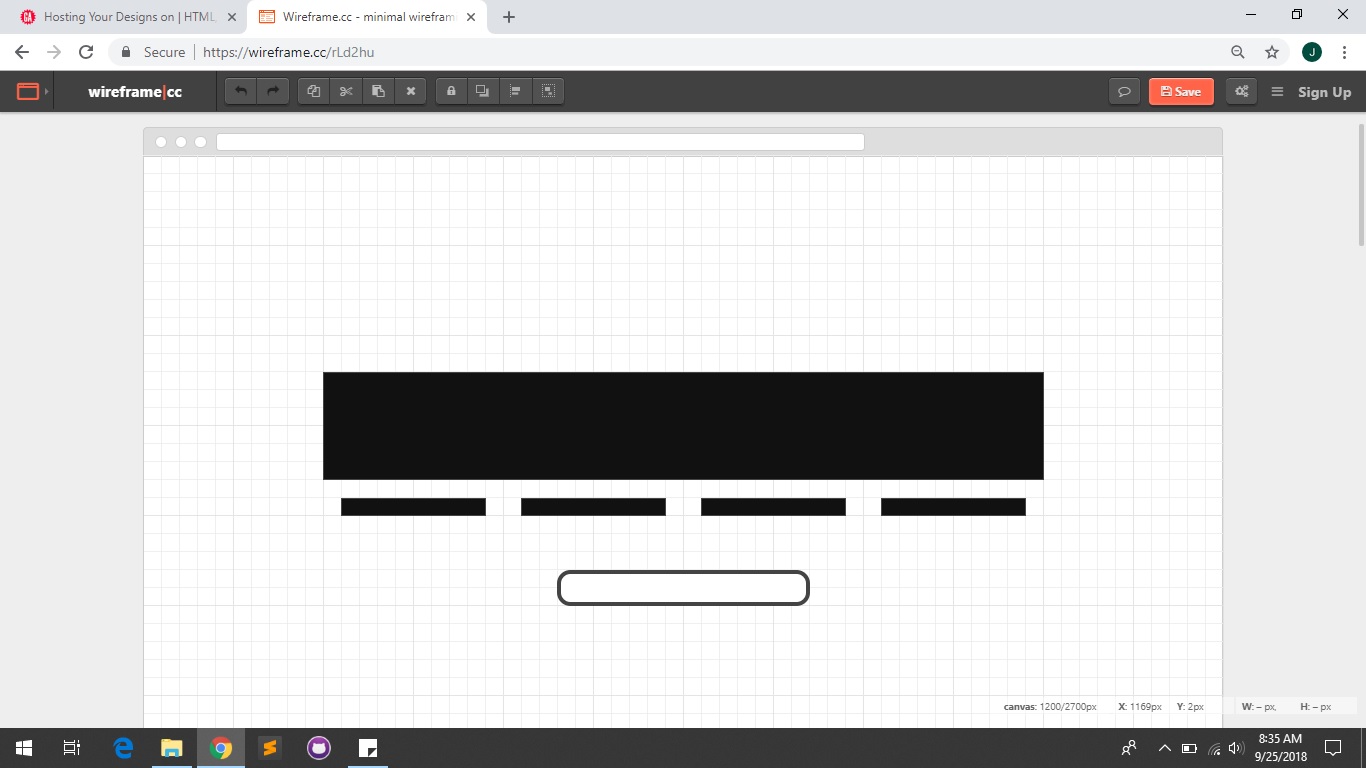 Hosting Your Designs on | HTML,
Wireframe.cc - minimal wirefram
Secure
https://wireframe.cc/rLd2hu
J
wireframe|cc
Save
Sign Up
canvas: 1200/2700px X: 1169px Y: 2px W: – px, H: – px
8:35 AM
9/25/2018